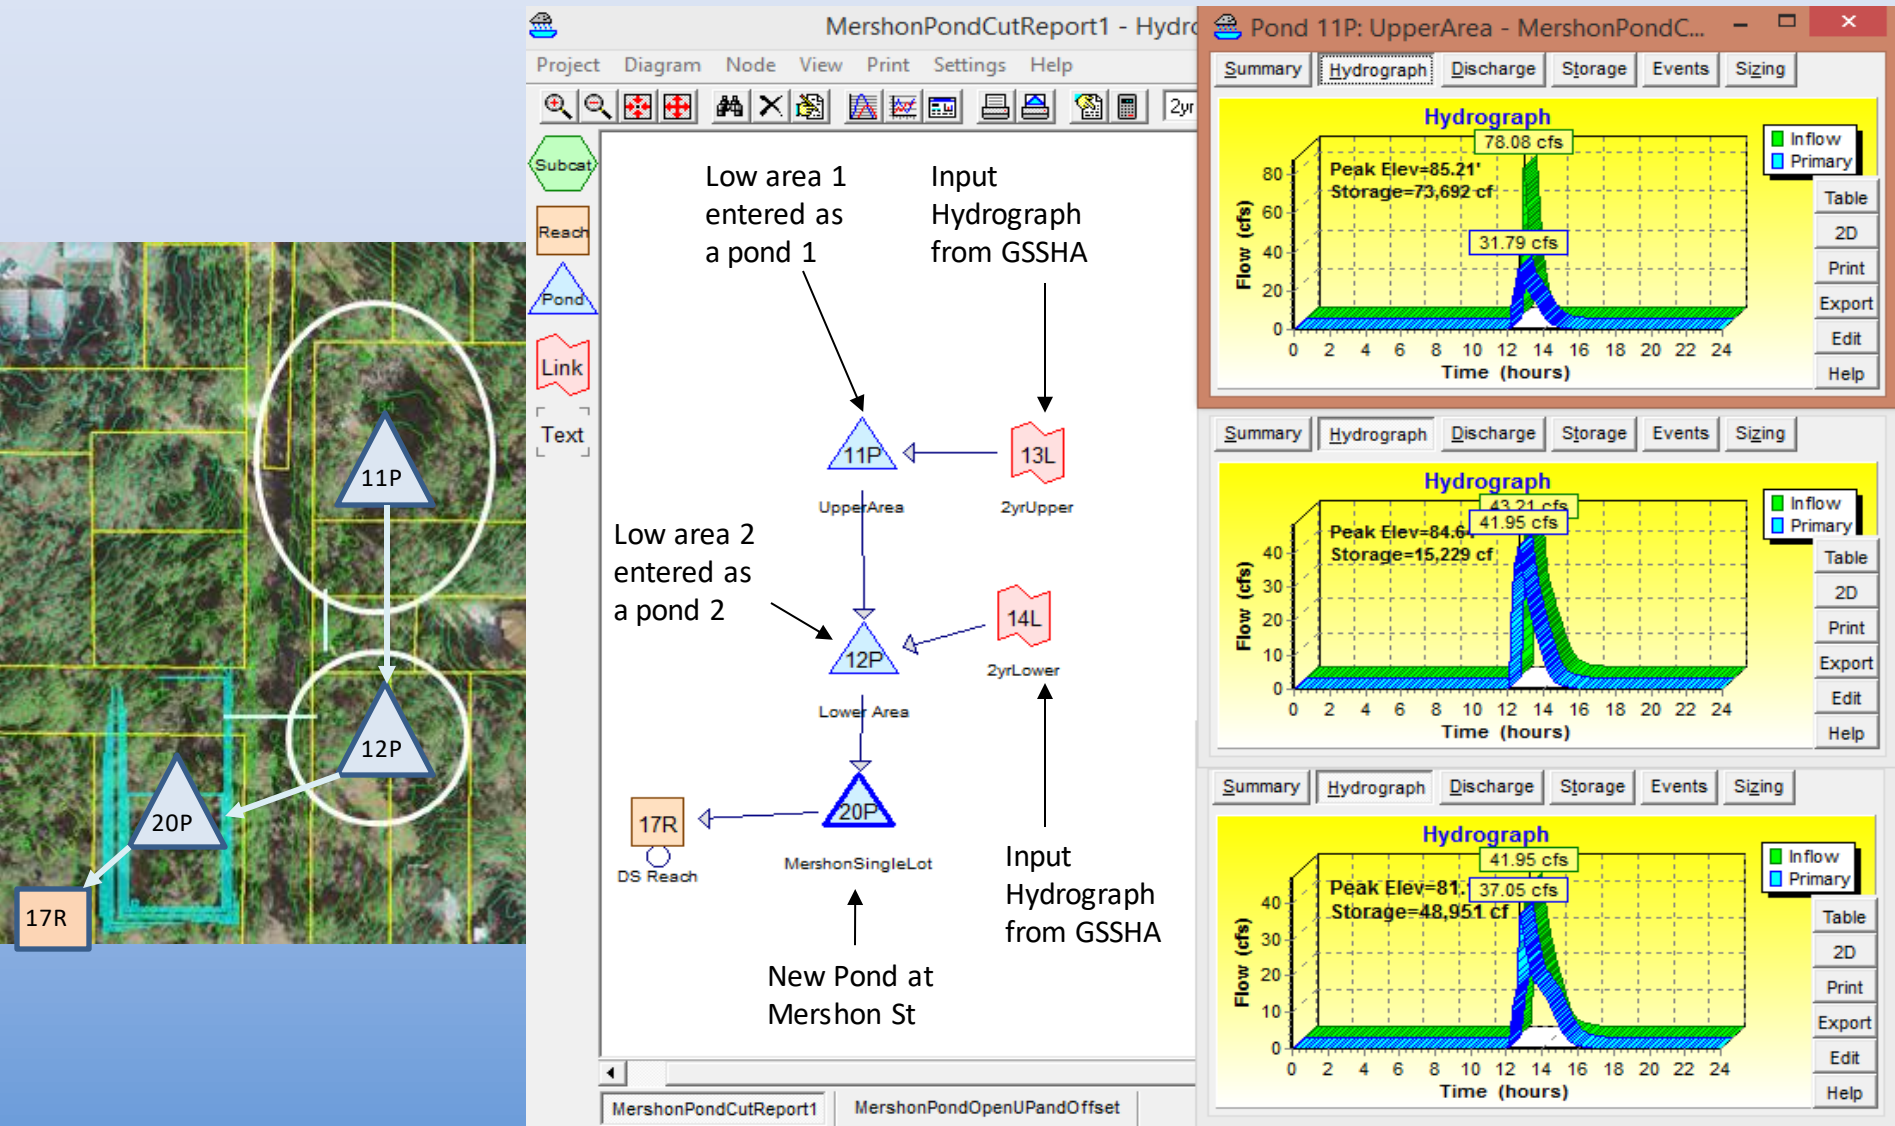 11P
12P
20P
17R
MershonPondCutReport1 - Hydro
Project Diagram Node View Print Settings Help
2yr
Subcat
Reach
Pond
Link
Text
Low area 1
entered as
a pond 1
Input
Hydrograph
from GSSHA
11P
UpperArea
13L
2yrUpper
Low area 2
entered as
a pond 2
12P
Lower Area
14L
2yrLower
17R
DS Reach
20P
MershonSingleLot
Input
Hydrograph
from GSSHA
New Pond at
Mershon St
MershonPondCutReport1
MershonPondOpenUPandOffset
Pond 11P: UpperArea - MershonPondC...
Summary Hydrograph Discharge Storage Events Sizing
Hydrograph
78.08 cfs
Peak Elev=85.21'
Storage=73,692 cf
31.79 cfs
Inflow
Primary
Flow (cfs)
80
60
40
20
0
0 2 4 6 8 10 12 14 16 18 20 22 24
Time (hours)
Table
2D
Print
Export
Edit
Help
Summary Hydrograph Discharge Storage Events Sizing
Hydrograph
43.21 cfs
41.95 cfs
Peak Elev=84.6
Storage=15,229 cf
Inflow
Primary
Flow (cfs)
40
30
20
10
0
0 2 4 6 8 10 12 14 16 18 20 22 24
Time (hours)
Table
2D
Print
Export
Edit
Help
Summary Hydrograph Discharge Storage Events Sizing
Hydrograph
41.95 cfs
Peak Elev=81.
37.05 cfs
Storage=48,951 cf
Inflow
Primary
Flow (cfs)
40
30
20
10
0
0 2 4 6 8 10 12 14 16 18 20 22 24
Time (hours)
Table
2D
Print
Export
Edit
Help